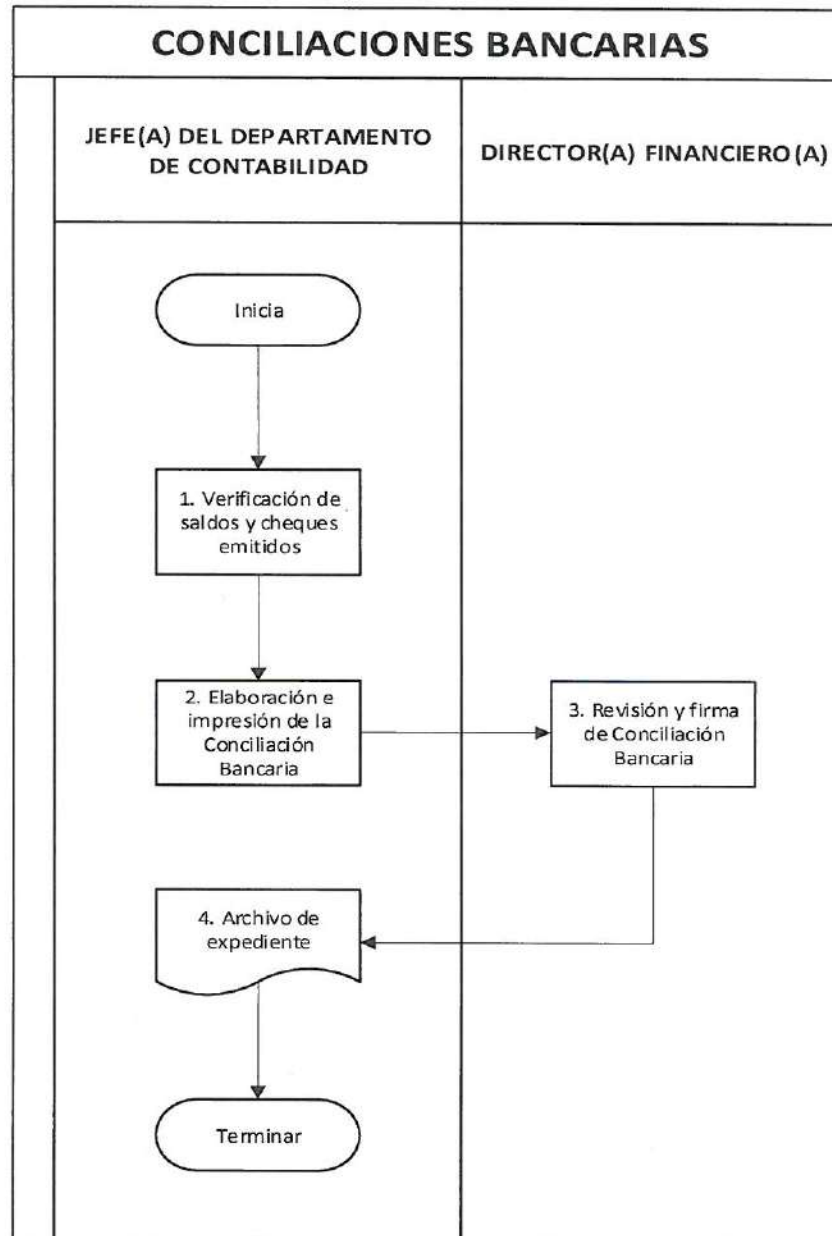 CONCILIACIONES BANCARIAS
JEFE(A) DEL DEPARTAMENTO
DE CONTABILIDAD
DIRECTOR(A) FINANCIERO(A)
Inicia
1. Verificación de
saldos y cheques
emitidos
2. Elaboración e
impresión de la
Conciliación
Bancaria
3. Revisión y firma
de Conciliación
Bancaria
4. Archivo de
expediente
Terminar